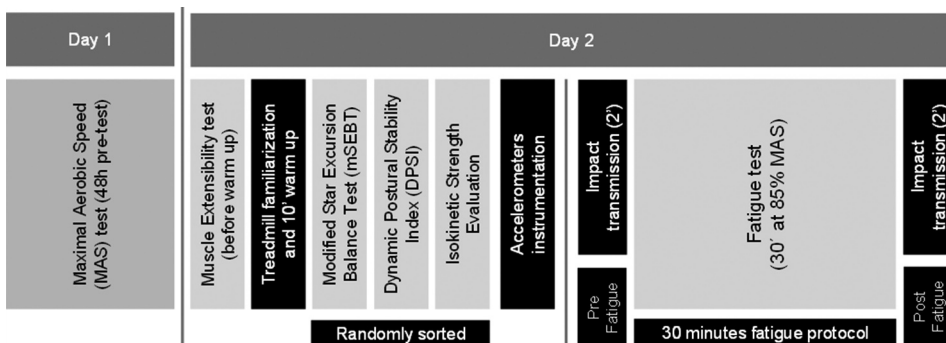 Day 1
Day 2
Maximal Aerobic Speed
(MAS) test (48h pre-test)
Muscle Extensibility test
(before warm up)
Treadmill familiarization
and 10' warm up
Modified Star Excursion
Balance Test (mSEBT)
Dynamic Postural Stability
Index (DPSI)
Isokinetic Strength
Evaluation
Randomly sorted
Accelerometers
instrumentation
Impact
transmission (2')
Pre
Fatigue
Fatigue test
(30´ at 85% MAS)
30 minutes fatigue protocol
Impact
transmission (2')
Post
Fatigue